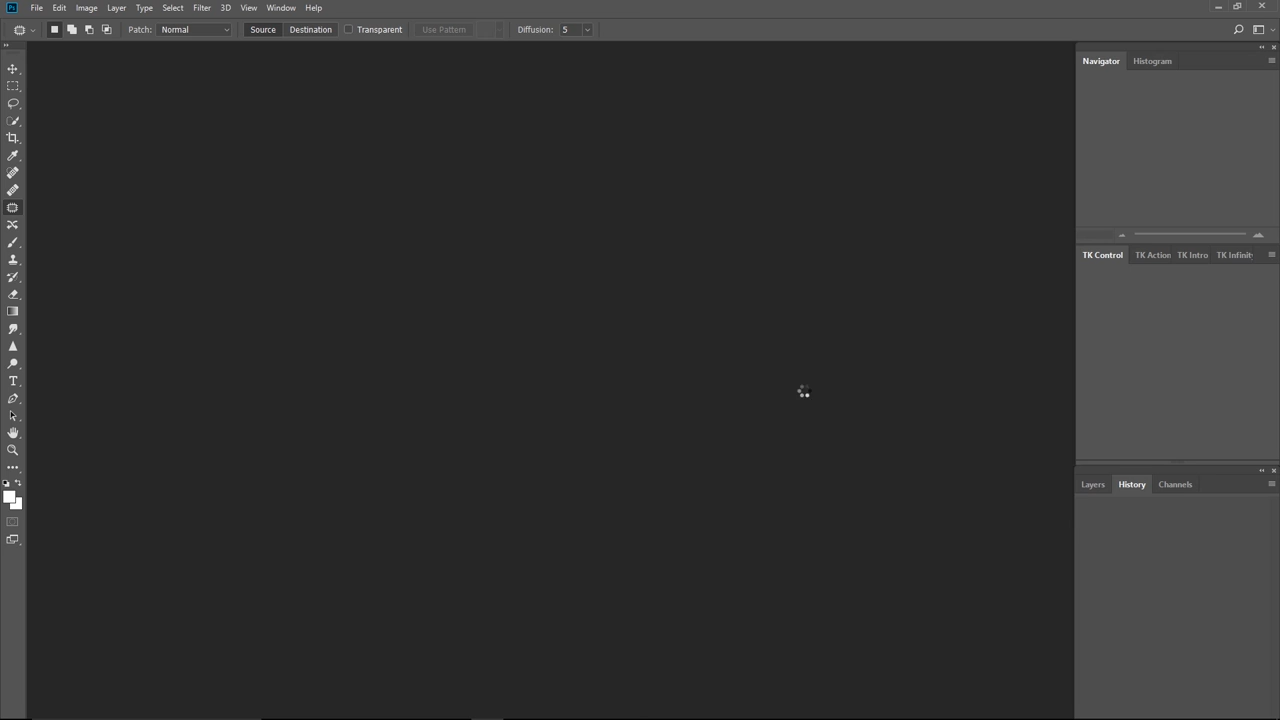 Ps File Edit Image Layer Type Select Filter 3D View Window Help
Patch: Normal Source Destination Transparent Use Pattern Diffusion: 5
Navigator Histogram
TK Control TK Action TK Intro TK Infinit
T
Layers History Channels